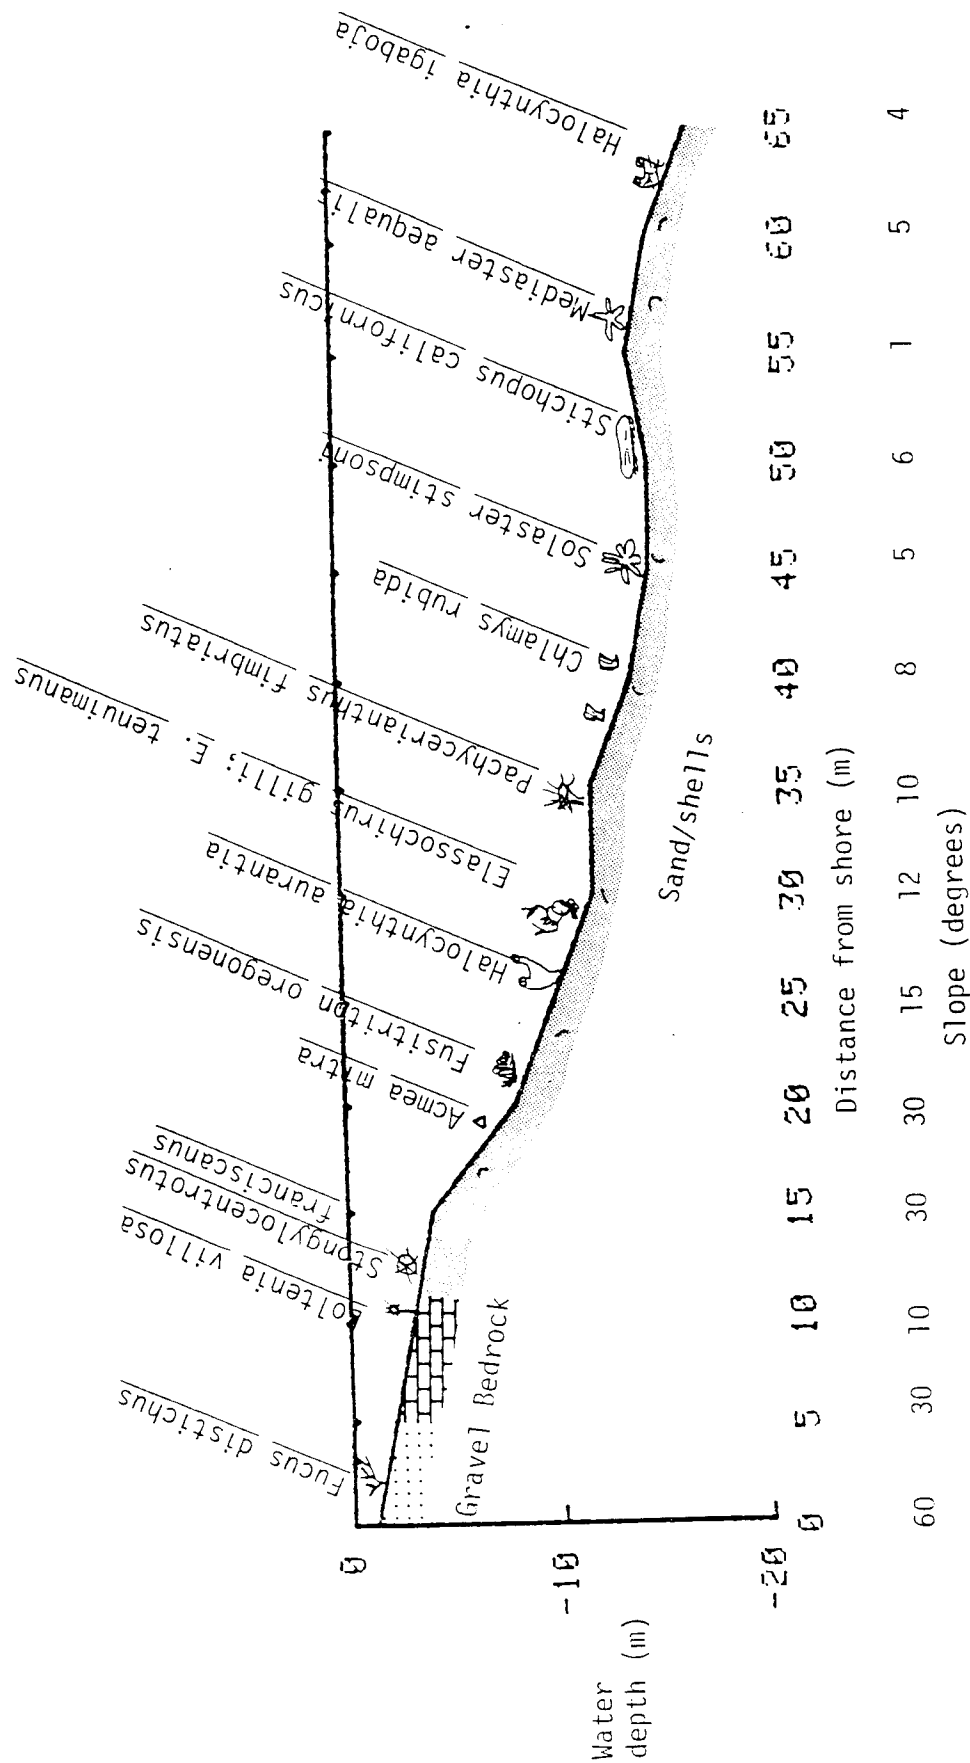 Fucus distichus
Boltenia villosa
Stongylocentrotus
franciscanus
Acmea mitra
Fusitriton oregonensis
Halocynthia aurantia
Elassochirus gilli; E. tenuimanus
Pachycerianthus fimbriatus
Chlamys rubida
Solaster stimpsoni
Stichopus californicus
Mediaster aequalis
Halocynthia igaboja
Water
depth (m)
0
-10
-20
Gravel Bedrock
Sand/shells
0 5 10 15 20 25 30 35 40 45 50 55 60 65
Distance from shore (m)
60 30 10 30 30 15 12 10 8 5 6 1 5 4
Slope (degrees)